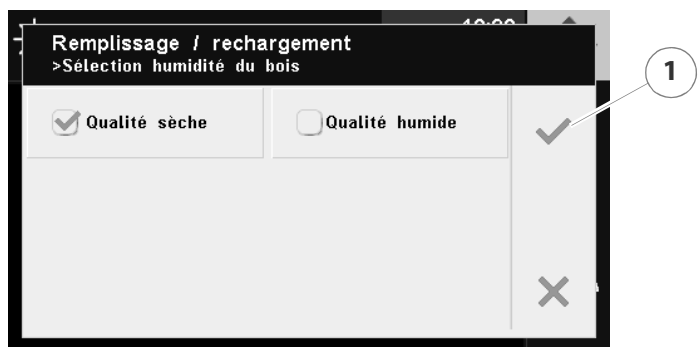 Remplissage / rechargement
>Sélection humidité du bois
Qualité sèche
Qualité humide
1